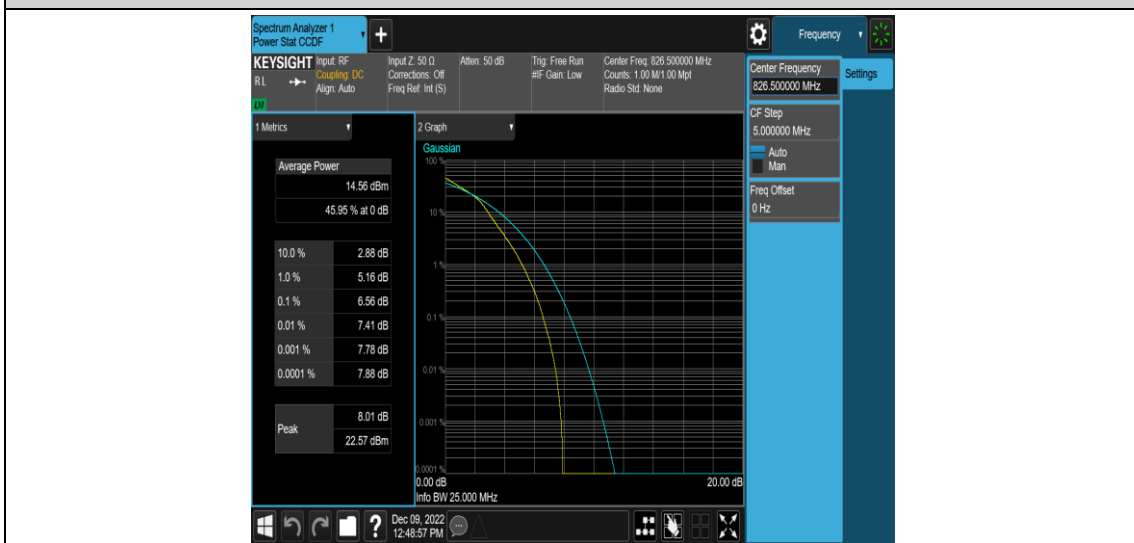 Spectrum Analyzer 1
Power Stat CCDF
+
Frequency
KEYSIGHT
RL
LXI
Input: RF
Coupling: DC
Align: Auto
Input Z: 50 Ω
Corrections: Off
Freq Ref: Int (S)
Atten: 50 dB
Trig: Free Run
#IF Gain: Low
Center Freq: 826.500000 MHz
Counts: 1.00 M/1.00 Mpt
Radio Std: None
Center Frequency
826.500000 MHz
Settings
CF Step
5.000000 MHz
Auto
Man
Freq Offset
0 Hz
1 Metrics
Average Power
14.56 dBm
45.95 % at 0 dB
10.0 % 2.88 dB
1.0 % 5.16 dB
0.1 % 6.56 dB
0.01 % 7.41 dB
0.001 % 7.78 dB
0.0001 % 7.88 dB
Peak
8.01 dB
22.57 dBm
2 Graph
Gaussian
100 %
10 %
1 %
0.1 %
0.01 %
0.001 %
0.0001 %
0.00 dB 20.00 dB
Info BW 25.000 MHz
?
Dec 09, 2022
12:48:57 PM